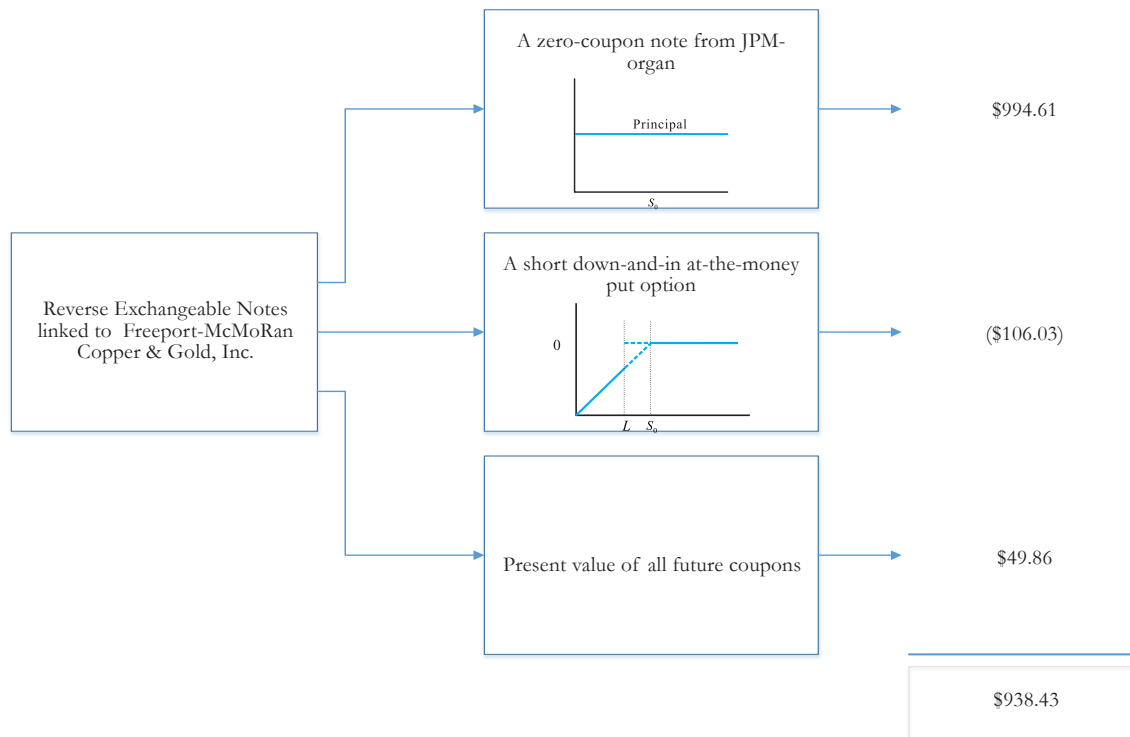 A zero-coupon note from JPM-
organ
Principal
S₀
$994.61
Reverse Exchangeable Notes
linked to Freeport-McMoRan
Copper & Gold, Inc.
A short down-and-in at-the-money
put option
0
L S₀
($106.03)
Present value of all future coupons
$49.86
$938.43